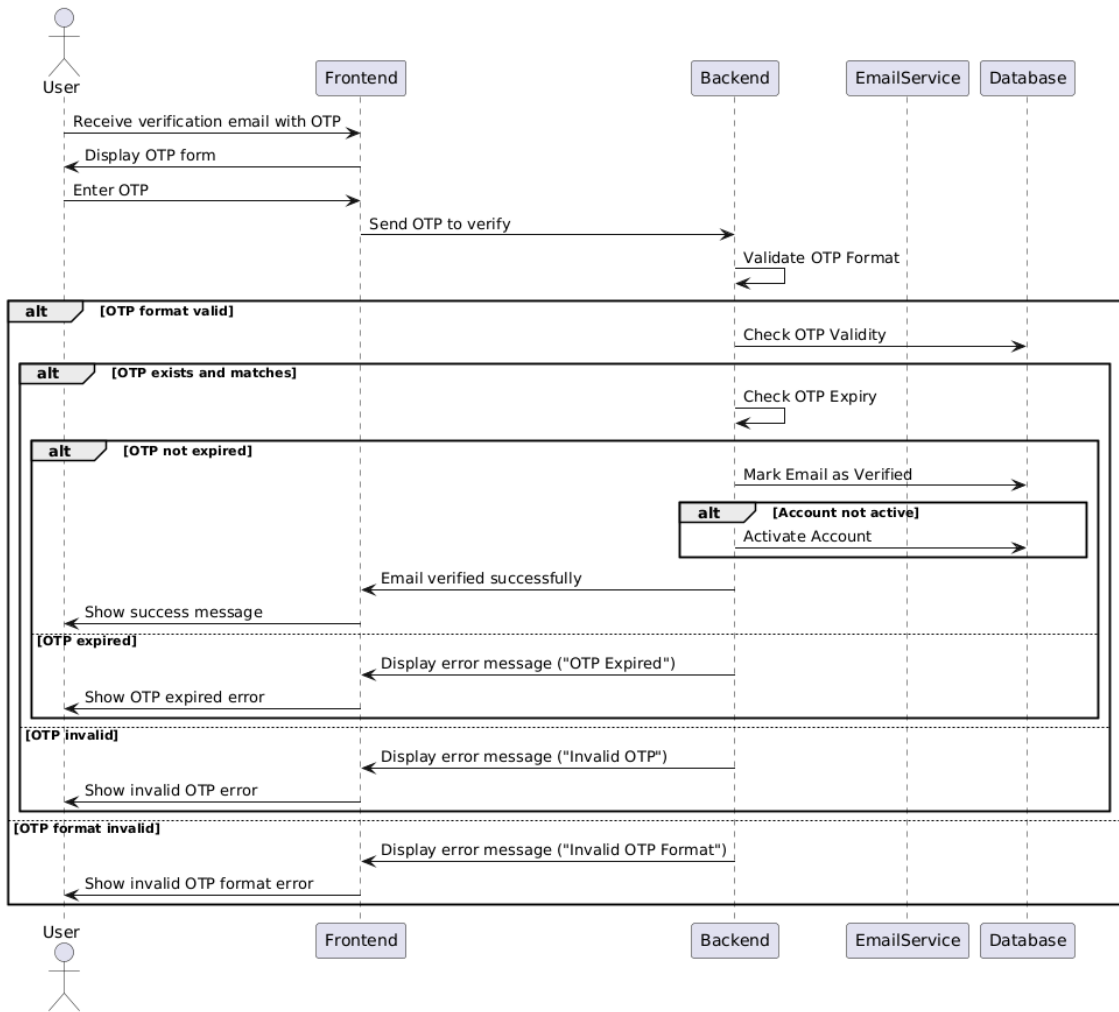 User
Frontend
Backend
EmailService
Database
Receive verification email with OTP
Display OTP form
Enter OTP
Send OTP to verify
Validate OTP Format
alt [OTP format valid]
Check OTP Validity
alt [OTP exists and matches]
Check OTP Expiry
alt [OTP not expired]
Mark Email as Verified
alt [Account not active]
Activate Account
Email verified successfully
Show success message
[OTP expired]
Display error message ("OTP Expired")
Show OTP expired error
[OTP invalid]
Display error message ("Invalid OTP")
Show invalid OTP error
[OTP format invalid]
Display error message ("Invalid OTP Format")
Show invalid OTP format error
User
Frontend
Backend
EmailService
Database